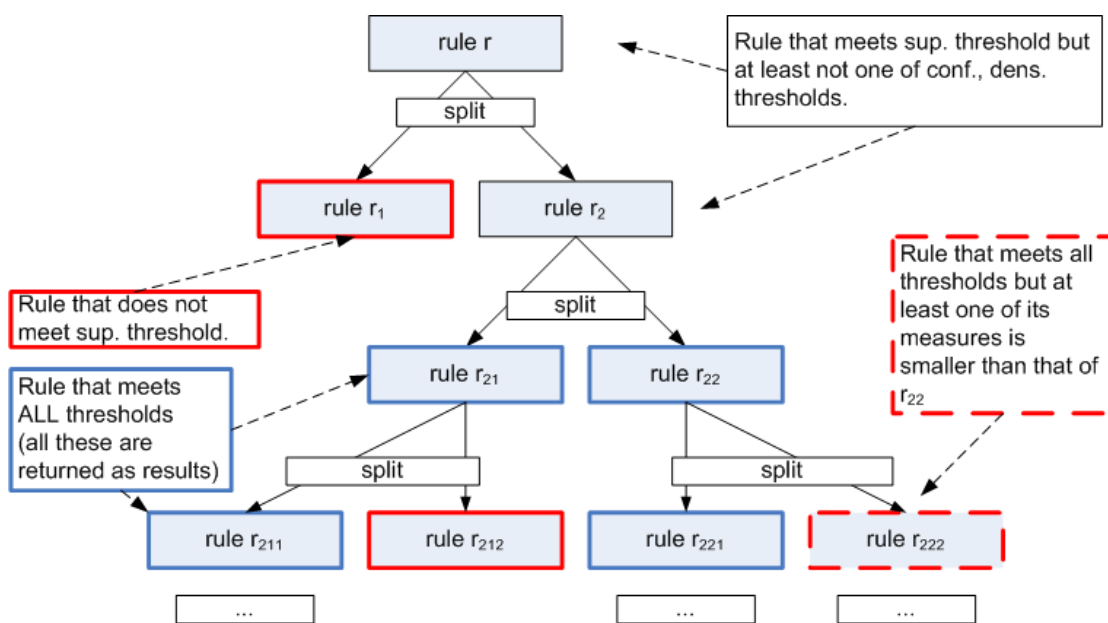 rule r
Rule that meets sup. threshold but
at least not one of conf., dens.
thresholds.
split
rule r₁
rule r₂
Rule that meets all
thresholds but at
least one of its
measures is
smaller than that of
r₂₂
Rule that does not
meet sup. threshold.
split
Rule that meets
ALL thresholds
(all these are
returned as results)
rule r₂₁
rule r₂₂
split
split
rule r₂₁₁
rule r₂₁₂
rule r₂₂₁
rule r₂₂₂
...
...
...